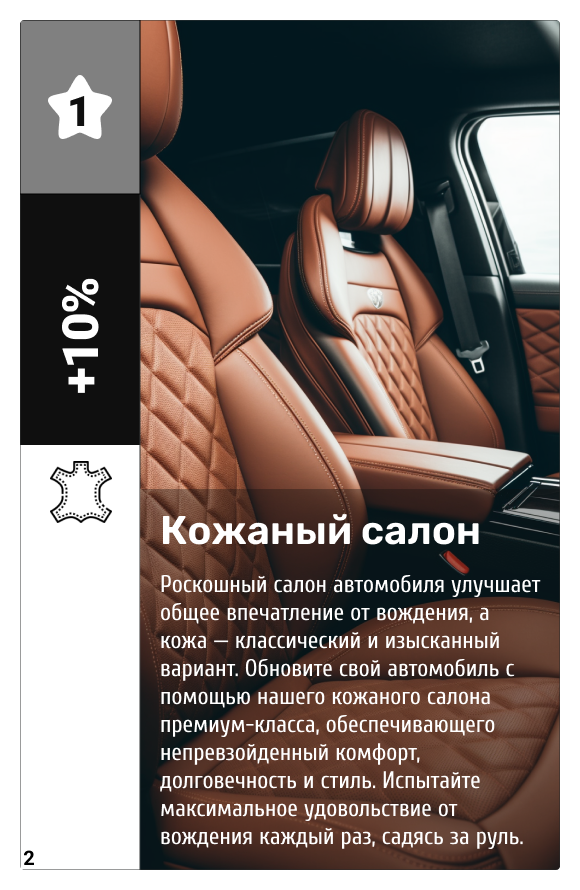 1
+10%
Кожаный салон
Роскошный салон автомобиля улучшает
общее впечатление от вождения, а
кожа — классический и изысканный
вариант. Обновите свой автомобиль с
помощью нашего кожаного салона
премиум-класса, обеспечивающего
непревзойденный комфорт,
долговечность и стиль. Испытайте
максимальное удовольствие от
вождения каждый раз, садясь за руль.
2